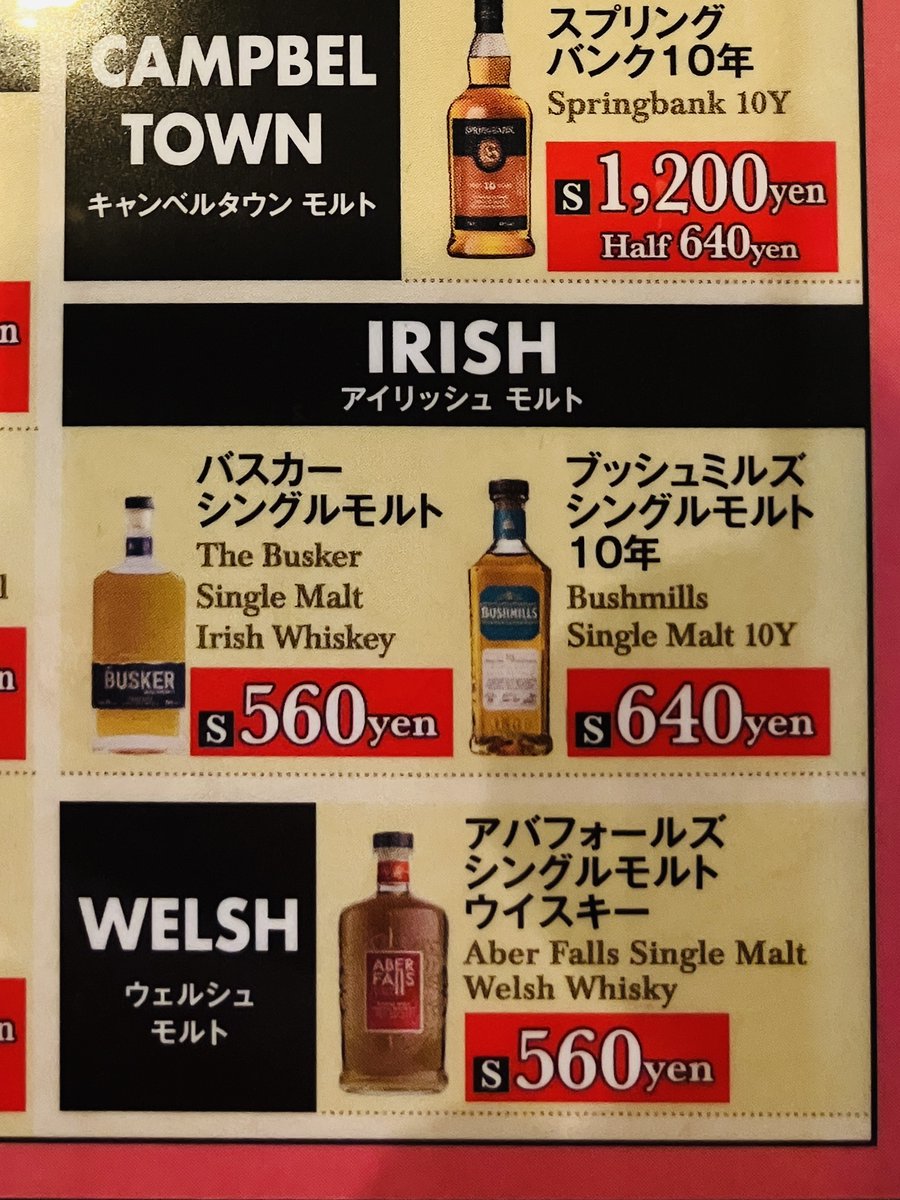 CAMPBEL
TOWN
キャンベルタウン モルト
スプリング
バンク10年
Springbank 10Y
SPRINGBANK
10
S 1,200yen
Half 640yen
IRISH
アイリッシュ モルト
バスカー
シングルモルト
The Busker
Single Malt
Irish Whiskey
BUSKER
S 560yen
ブッシュミルズ
シングルモルト
10年
Bushmills
Single Malt 10Y
BUSHMILLS
S 640yen
WELSH
ウェルシュ
モルト
アバフォールズ
シングルモルト
ウイスキー
Aber Falls Single Malt
Welsh Whisky
ABER
FALLS
S 560yen